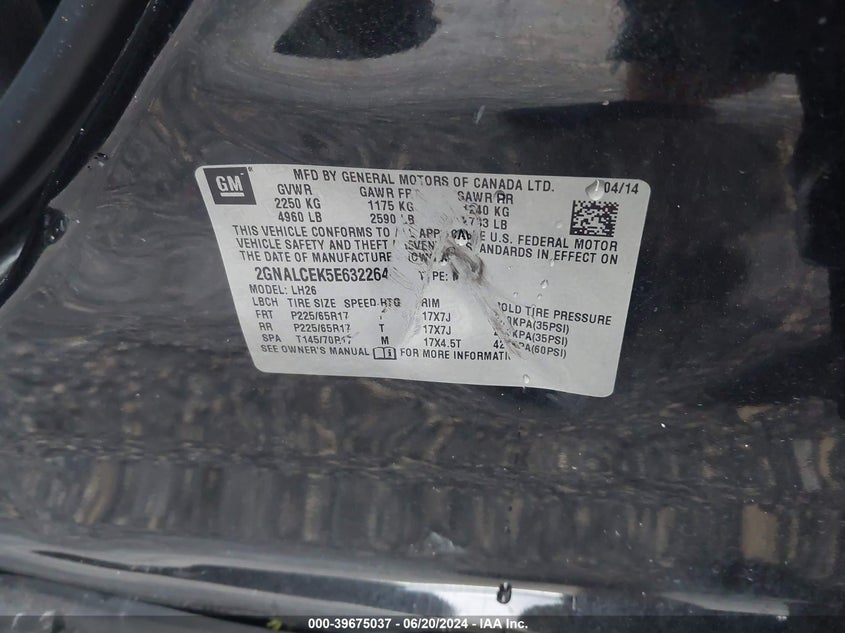 GM
MFD BY GENERAL MOTORS OF CANADA LTD. 04/14
GVWR GAWR GAWR RR
2250 KG 1175 KG KG
4960 LB 2590 LB LB
THIS VEHICLE CONFORMS TO ALL U.S. FEDERAL MOTOR
VEHICLE SAFETY AND THEFT STANDARDS IN EFFECT ON
THE DATE OF MANUFACTURE
2GNALCEK5E632264 TYPE:
MODEL: LH26
LBCH TIRE SIZE SPEED RTG RIM COLD TIRE PRESSURE
FRT P225/65R17 17X7J (35PSI)
RR P225/65R17 T 17X7J (35PSI)
SPA M 17X4.5T (60PSI)
SEE OWNER'S MANUAL FOR MORE
000-39675037 - 06/20/2024 - IAA Inc.